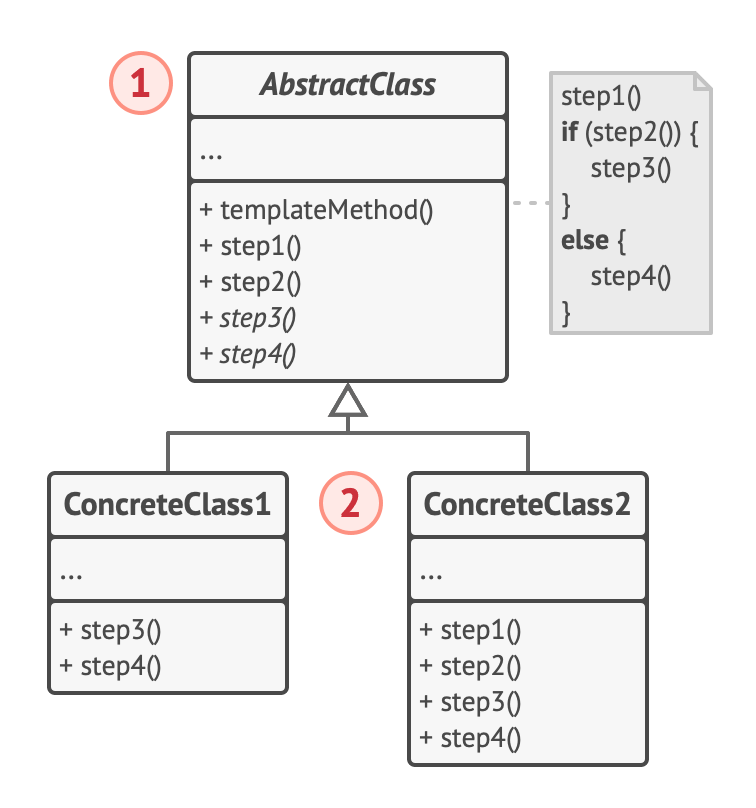 1
AbstractClass
...
+ templateMethod()
+ step1()
+ step2()
+ step3()
+ step4()
step1()
if (step2()) {
step3()
}
else {
step4()
}
ConcreteClass1
...
+ step3()
+ step4()
2
ConcreteClass2
...
+ step1()
+ step2()
+ step3()
+ step4()